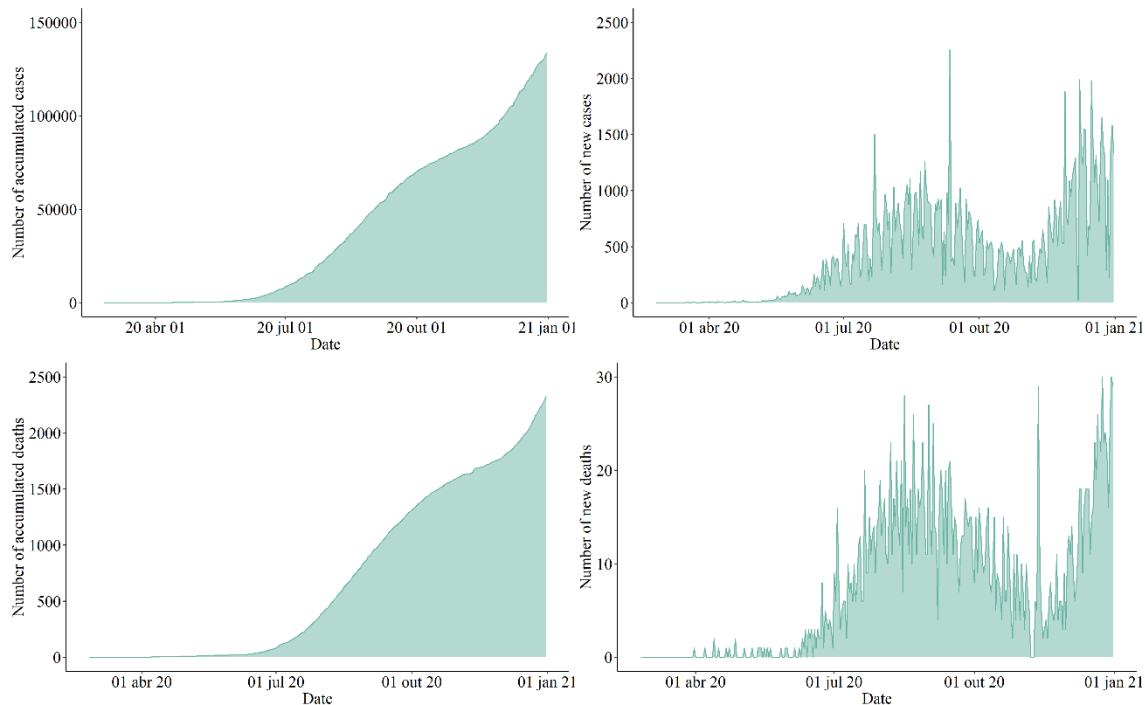 Number of accumulated cases
150000
100000
50000
0
20 abr 01
20 jul 01
20 out 01
21 jan 01
Date
Number of new cases
2500
2000
1500
1000
500
0
01 abr 20
01 jul 20
01 out 20
01 jan 21
Date
Number of accumulated deaths
2500
2000
1500
1000
500
0
01 abr 20
01 jul 20
01 out 20
01 jan 21
Date
Number of new deaths
30
20
10
0
01 abr 20
01 jul 20
01 out 20
01 jan 21
Date